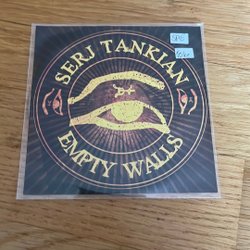 SERJ TANKIAN
EMPTY WALLS